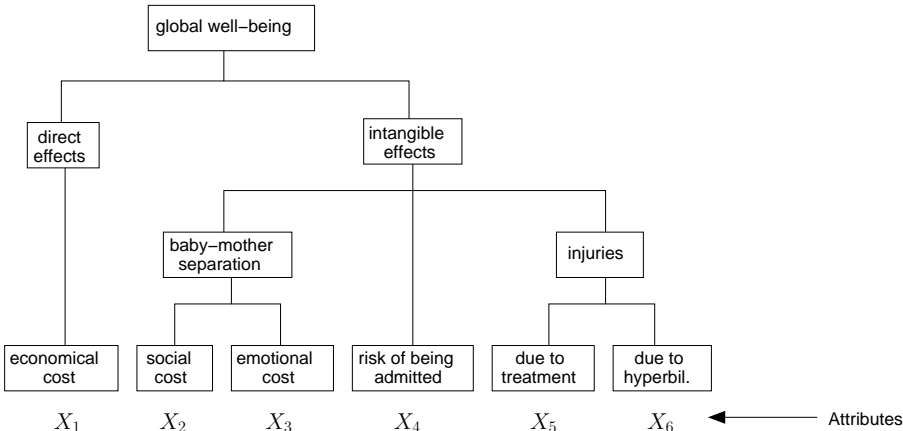 global well–being
direct
effects
intangible
effects
baby–mother
separation
injuries
economical
cost
social
cost
emotional
cost
risk of being
admitted
due to
treatment
due to
hyperbil.
X₁ X₂ X₃ X₄ X₅ X₆ Attributes